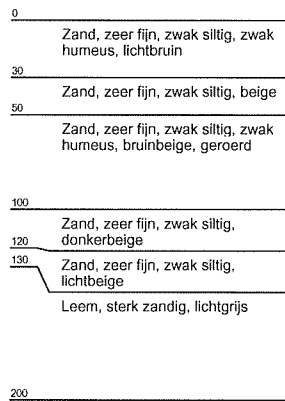 0
Zand, zeer fijn, zwak siltig, zwak
humeus, lichtbruin
30
Zand, zeer fijn, zwak siltig, beige
50
Zand, zeer fijn, zwak siltig, zwak
humeus, bruinbeige, geroerd
100
Zand, zeer fijn, zwak siltig,
donkerbeige
120
130
Zand, zeer fijn, zwak siltig,
lichtbeige
Leem, sterk zandig, lichtgrijs
200